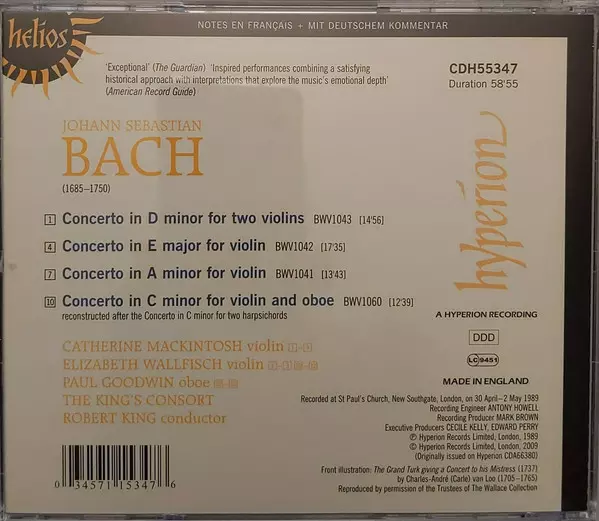 helios
NOTES EN FRANÇAIS + MIT DEUTSCHEM KOMMENTAR
‘Exceptional’ (The Guardian) ‘Inspired performances combining a satisfying
historical approach with interpretations that explore the music's emotional depth’
(American Record Guide)
CDH55347
Duration 58'55
JOHANN SEBASTIAN
BACH
(1685–1750)
1 Concerto in D minor for two violins BWV1043 [14'56]
4 Concerto in E major for violin BWV1042 [17'35]
7 Concerto in A minor for violin BWV1041 [13'43]
10 Concerto in C minor for violin and oboe BWV1060 [12'39]
reconstructed after the Concerto in C minor for two harpsichords
CATHERINE MACKINTOSH violin
ELIZABETH WALLFISCH violin
PAUL GOODWIN oboe
THE KING'S CONSORT
ROBERT KING conductor
hyperion
A HYPERION RECORDING
DDD
LC 9451
MADE IN ENGLAND
Recorded at St Paul's Church, New Southgate, London, on 30 April–2 May 1989
Recording Engineer ANTONY HOWELL
Recording Producer MARK BROWN
Executive Producers CECILE KELLY, EDWARD PERRY
℗ Hyperion Records Limited, London, 1989
© Hyperion Records Limited, London, 2009
(Originally issued on Hyperion CDA66380)
Front illustration: The Grand Turk giving a Concert to his Mistress (1737)
by Charles-André (Carle) van Loo (1705–1765)
Reproduced by permission of the Trustees of The Wallace Collection
0 34571 15347 6